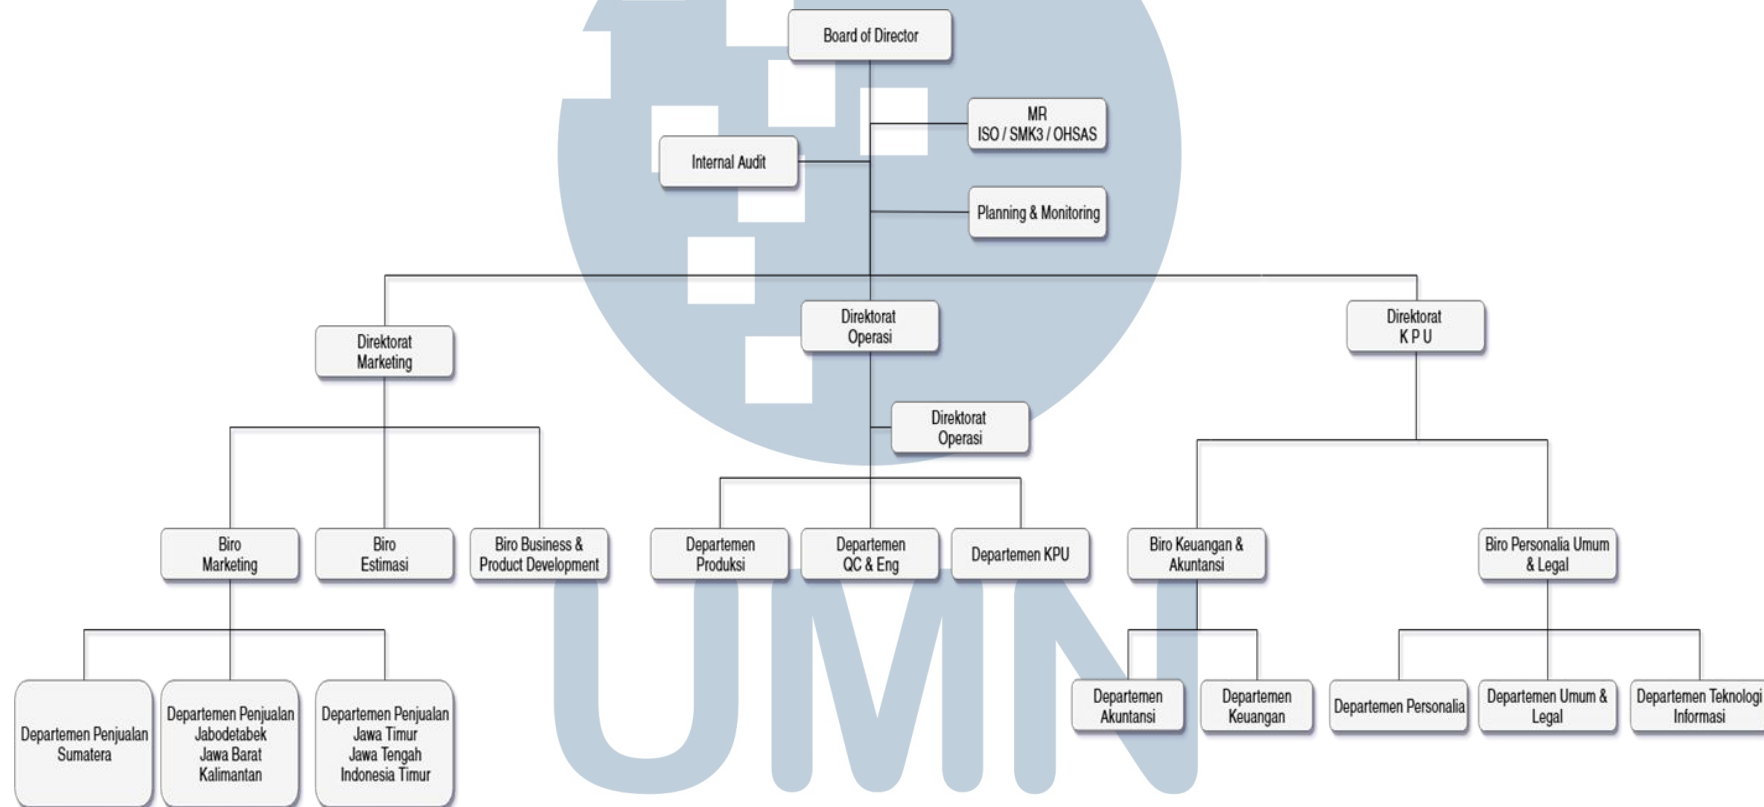 Board of Director
MR
ISO / SMK3 / OHSAS
Internal Audit
Planning & Monitoring
Direktorat
Marketing
Direktorat
Operasi
Direktorat
K P U
Direktorat
Operasi
Biro
Marketing
Biro
Estimasi
Biro Business &
Product Development
Departemen
Produksi
Departemen
QC & Eng
Departemen KPU
Biro Keuangan &
Akuntansi
Biro Personalia Umum
& Legal
Departemen Penjualan
Sumatera
Departemen Penjualan
Jabodetabek
Jawa Barat
Kalimantan
Departemen Penjualan
Jawa Timur
Jawa Tengah
Indonesia Timur
Departemen
Akuntansi
Departemen
Keuangan
Departemen Personalia
Departemen Umum &
Legal
Departemen Teknologi
Informasi
UMN